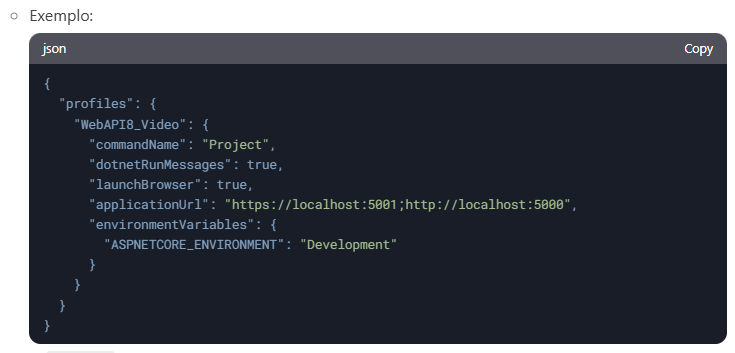 Exemplo:
json Copy
{
  "profiles": {
    "WebAPI8_Video": {
      "commandName": "Project",
      "dotnetRunMessages": true,
      "launchBrowser": true,
      "applicationUrl": "https://localhost:5001;http://localhost:5000",
      "environmentVariables": {
        "ASPNETCORE_ENVIRONMENT": "Development"
      }
    }
  }
}